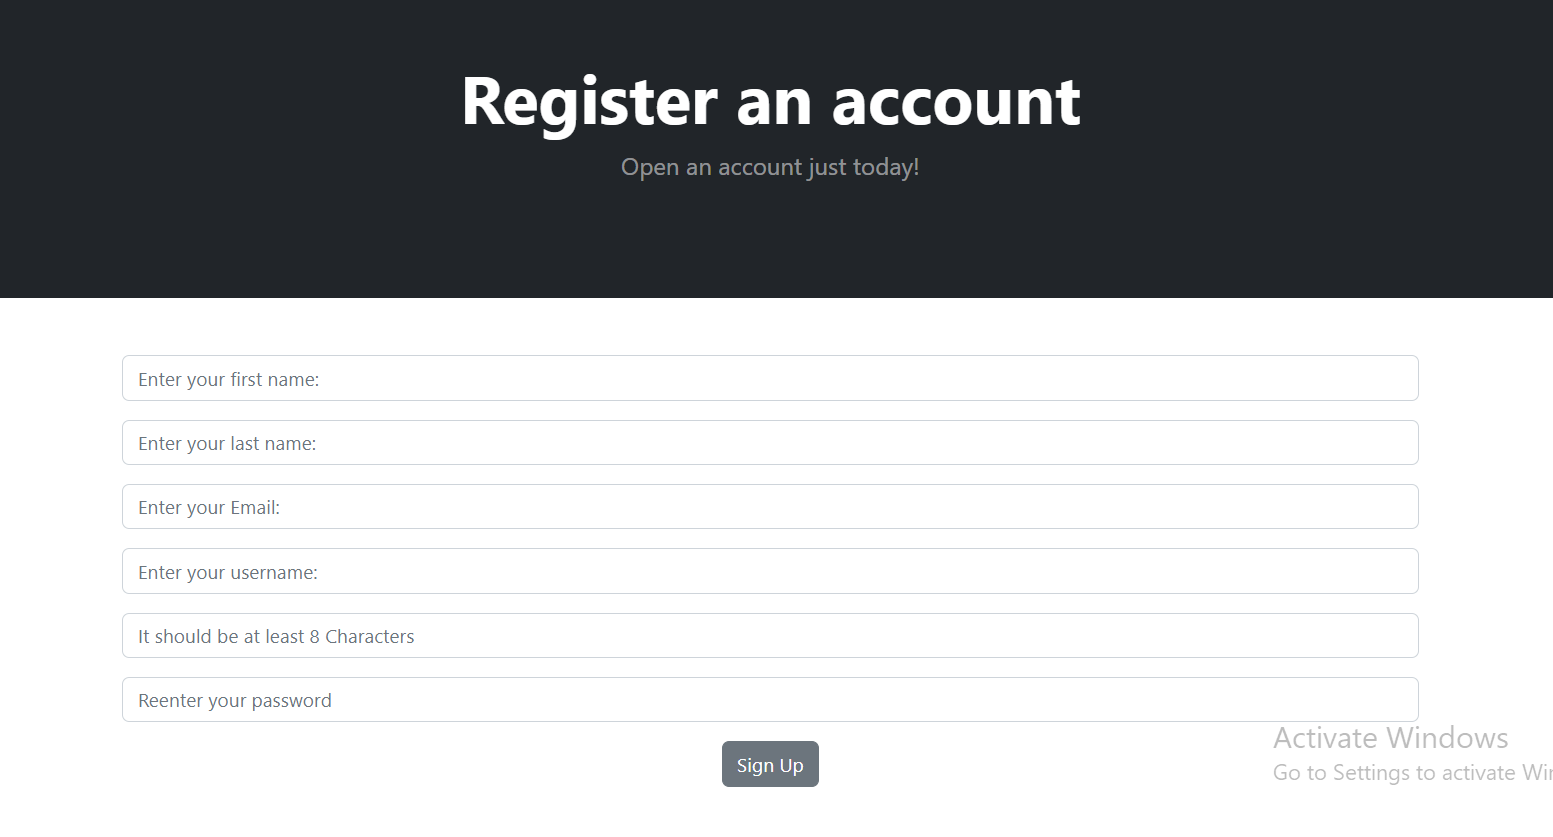 Register an account
Open an account just today!
Enter your first name:
Enter your last name:
Enter your Email:
Enter your username:
It should be at least 8 Characters
Reenter your password
Sign Up
Activate Windows
Go to Settings to activate